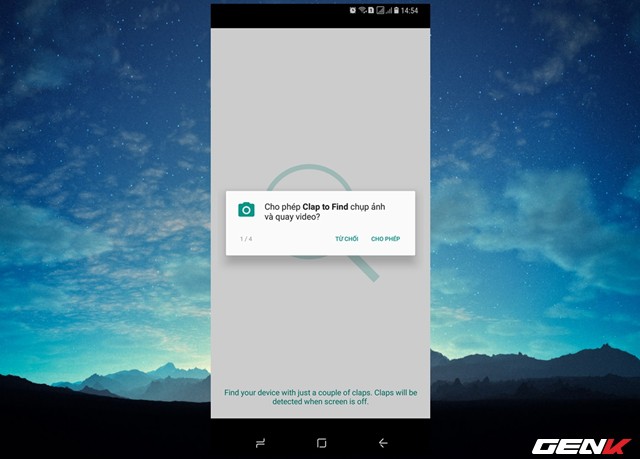 14:54
Cho phép Clap to Find chụp ảnh
và quay video?
1 / 4
TỪ CHỐI CHO PHÉP
Find your device with just a couple of claps. Claps will be
detected when screen is off.
GENK